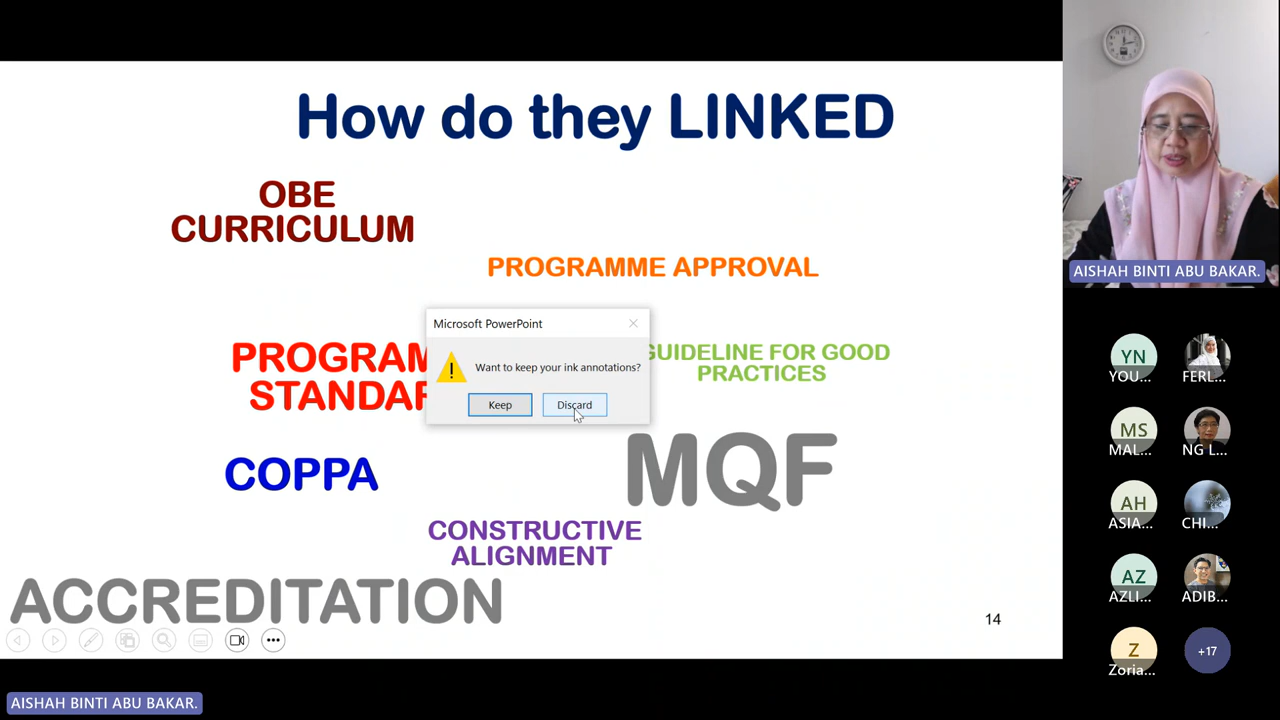 How do they LINKED
OBE
CURRICULUM
PROGRAMME APPROVAL
Microsoft PowerPoint
Want to keep your ink annotations?
Keep
Discard
PROGRAM
STANDAR
GUIDELINE FOR GOOD
PRACTICES
COPPA
MQF
CONSTRUCTIVE
ALIGNMENT
ACCREDITATION
14
AISHAH BINTI ABU BAKAR.
AISHAH BINTI ABU BAKAR.
YN
YOU...
FERL...
MS
MAL...
NG L...
AH
ASIA...
CHI...
AZ
AZLI...
ADIB...
Z
Zoria...
+17